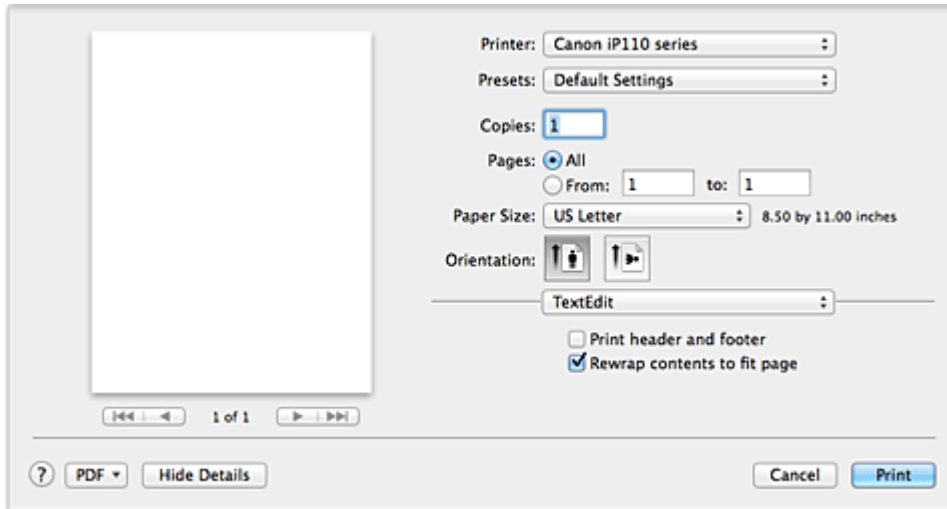 Printer: Canon iP110 series
Presets: Default Settings
Copies: 1
Pages: All
From: 1 to: 1
Paper Size: US Letter 8.50 by 11.00 inches
Orientation:
TextEdit
Print header and footer
Rewrap contents to fit page
1 of 1
? PDF Hide Details Cancel Print